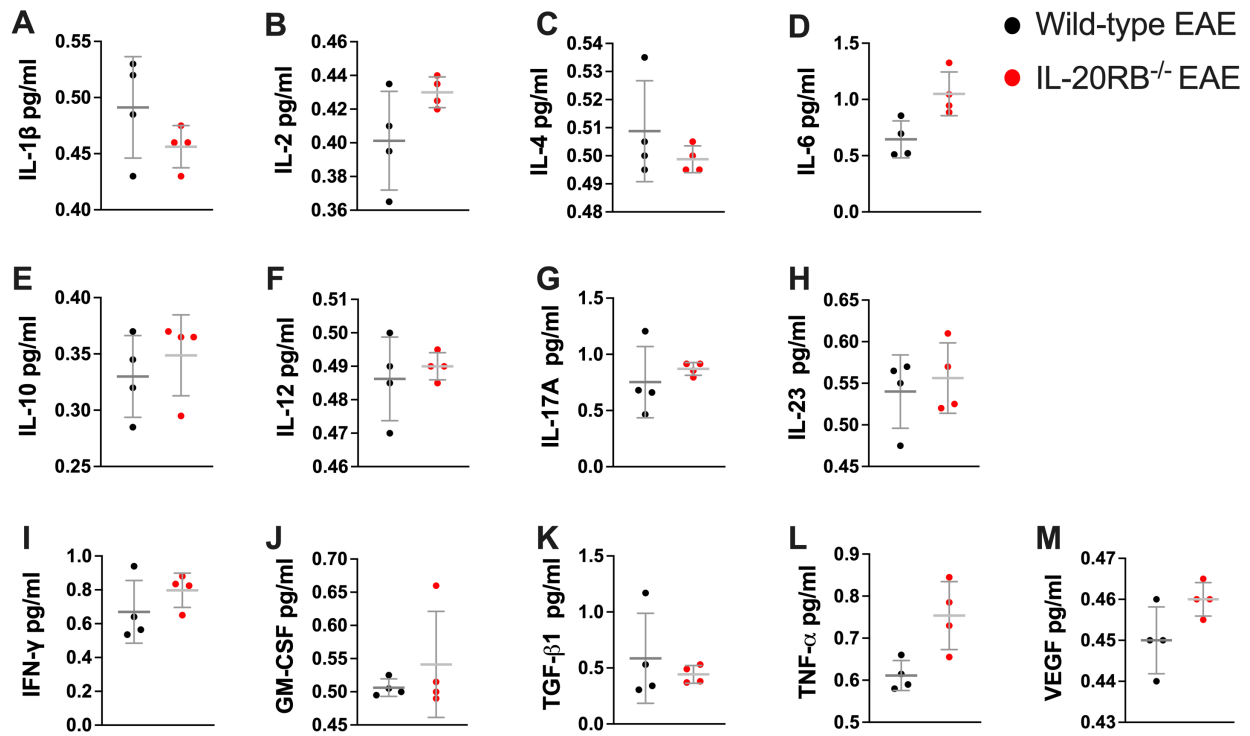 A
IL-1β pg/ml
0.55
0.50
0.45
0.40
B
IL-2 pg/ml
0.44
0.42
0.40
0.38
0.36
C
IL-4 pg/ml
0.54
0.53
0.52
0.51
0.50
0.49
0.48
D
IL-6 pg/ml
1.5
1.0
0.5
0.0
Wild-type EAE
IL-20RB-/- EAE
E
IL-10 pg/ml
0.40
0.35
0.30
0.25
F
IL-12 pg/ml
0.51
0.50
0.49
0.48
0.47
0.46
G
IL-17A pg/ml
1.5
1.0
0.5
0.0
H
IL-23 pg/ml
0.65
0.60
0.55
0.50
0.45
I
IFN-γ pg/ml
1.0
0.8
0.6
0.4
0.2
0.0
J
GM-CSF pg/ml
0.70
0.65
0.60
0.55
0.50
0.45
K
TGF-β1 pg/ml
1.5
1.0
0.5
0.0
L
TNF-α pg/ml
0.9
0.8
0.7
0.6
0.5
M
VEGF pg/ml
0.47
0.46
0.45
0.44
0.43